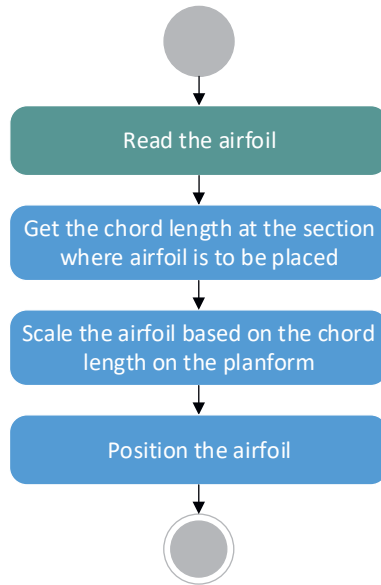 Read the airfoil
Get the chord length at the section
where airfoil is to be placed
Scale the airfoil based on the chord
length on the planform
Position the airfoil